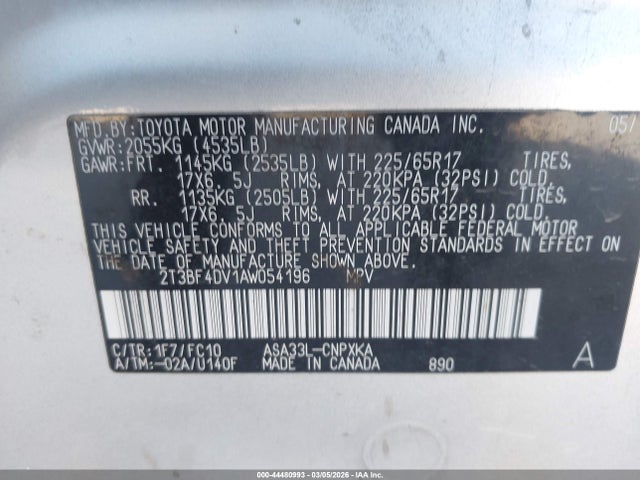 MFD.BY:TOYOTA MOTOR MANUFACTURING CANADA INC. 05/
GVWR:2055KG (4535LB)
GAWR:FRT. 1145KG (2535LB) WITH 225/65R17 TIRES,
17X6. 5J RIMS, AT 220KPA (32PSI) COLD,
RR. 1135KG (2505LB) WITH 225/65R17 TIRES,
17X6. 5J RIMS, AT 220KPA (32PSI) COLD.
THIS VEHICLE CONFORMS TO ALL APPLICABLE FEDERAL MOTOR
VEHICLE SAFETY AND THEFT PREVENTION STANDARDS IN EFFECT ON
THE DATE OF MANUFACTURE SHOWN ABOVE.
2T3BF4DV1AW054196 MPV
C/TR:1F7/FC10 ASA33L-CNPXKA
A/TM:-02A/U140F MADE IN CANADA 890 A
000-44480993 - 03/05/2026 - IAA Inc.